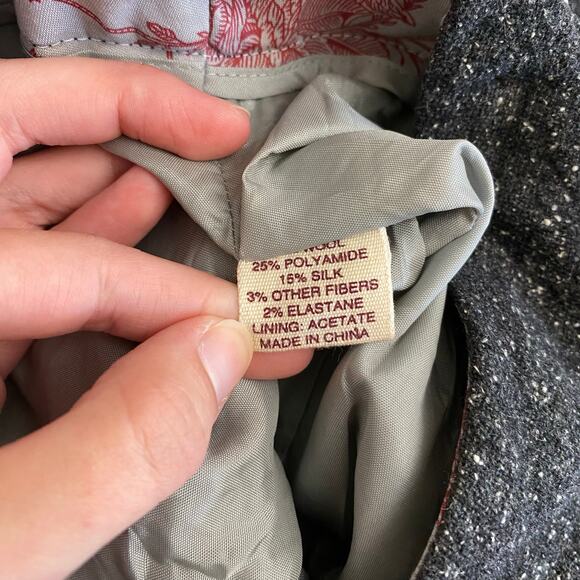 WOOL
25% POLYAMIDE
15% SILK
3% OTHER FIBERS
2% ELASTANE
LINING: ACETATE
MADE IN CHINA